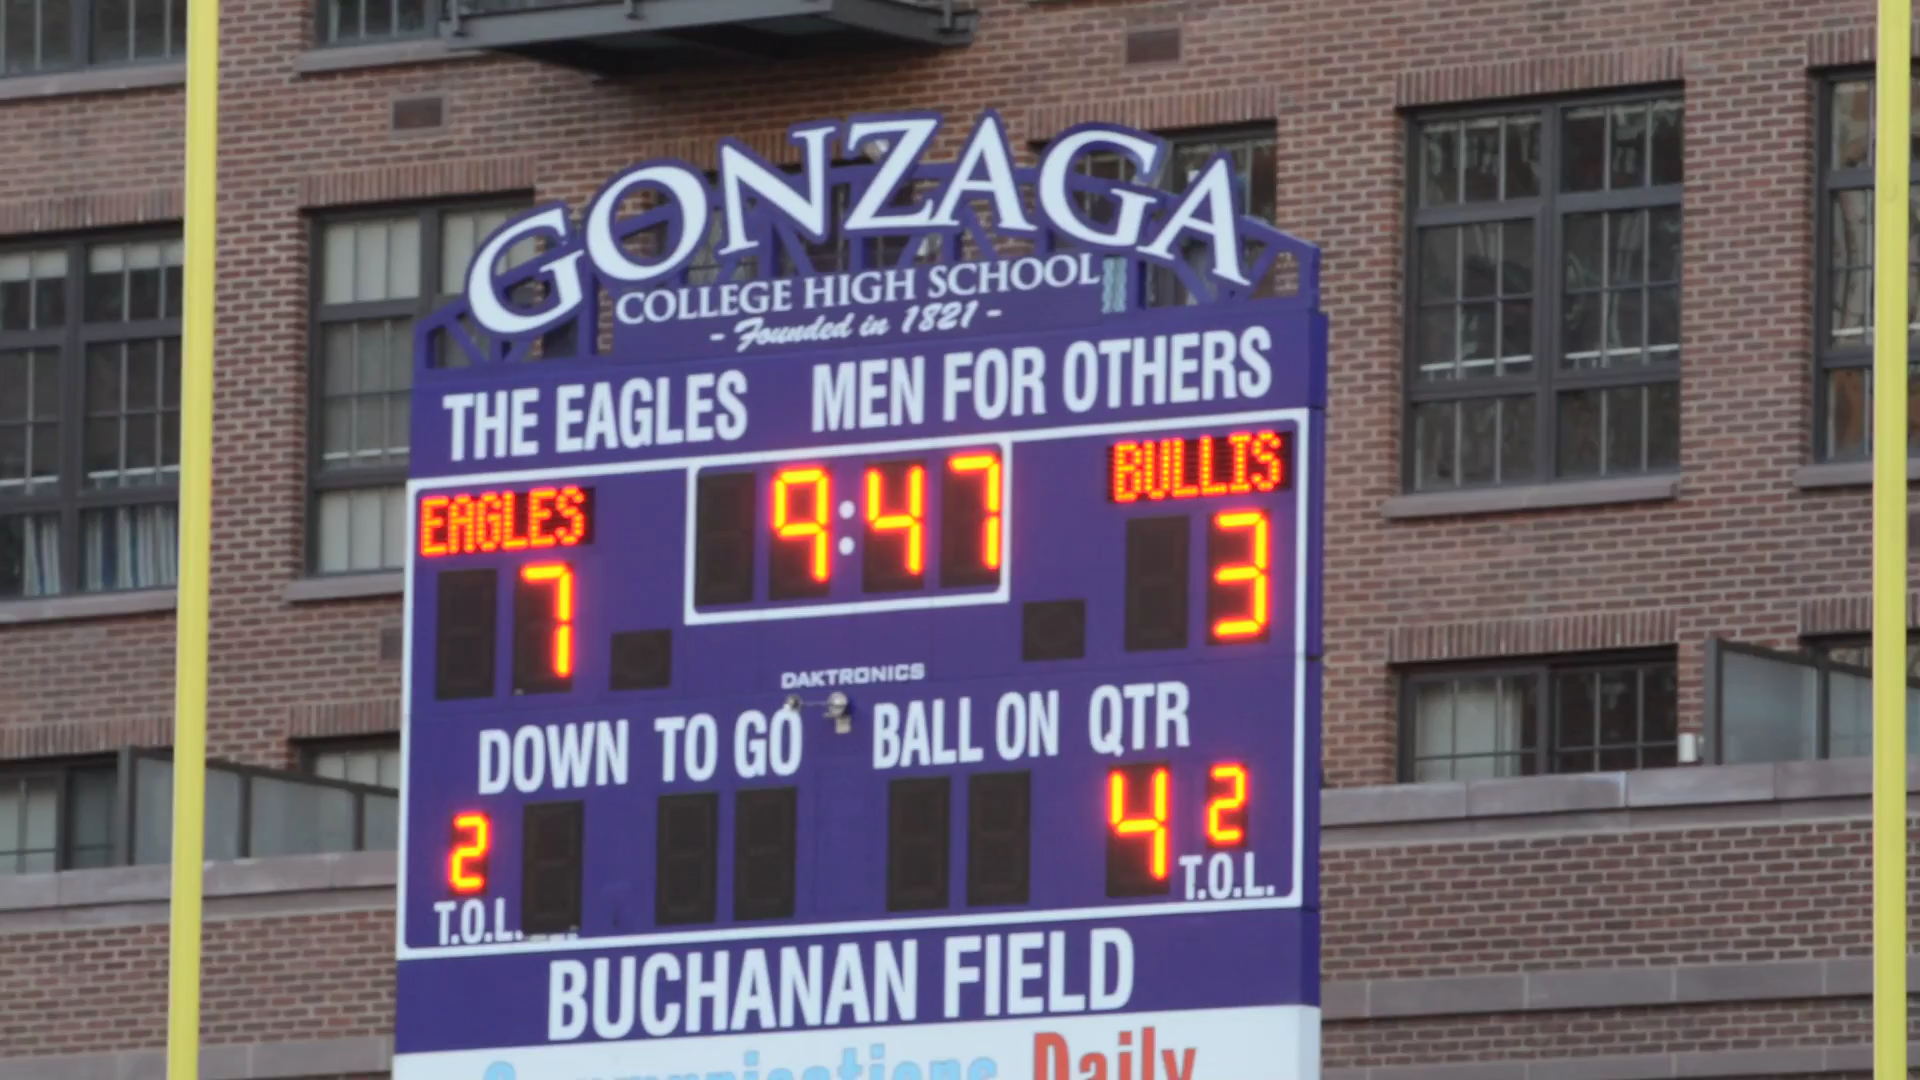 GONZAGA
COLLEGE HIGH SCHOOL
- Founded in 1821 -
THE EAGLES MEN FOR OTHERS
EAGLES 9:47 BULLIS
7 3
DAKTRONICS
DOWN TO GO BALL ON QTR
2 4 2
T.O.L. T.O.L.
BUCHANAN FIELD
Communications Daily